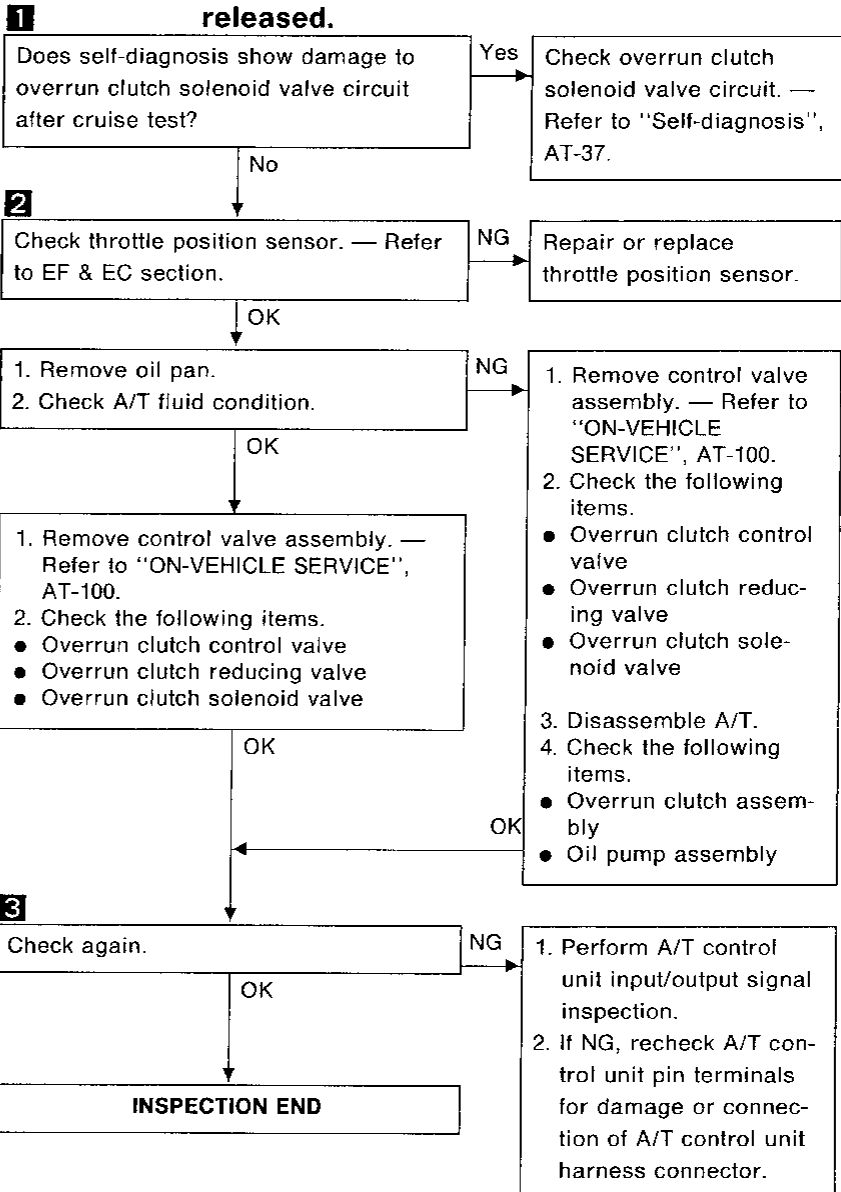 1 released.
Does self-diagnosis show damage to
overrun clutch solenoid valve circuit
after cruise test?
Yes
Check overrun clutch
solenoid valve circuit. —
Refer to "Self-diagnosis",
AT-37.
No
2
Check throttle position sensor. — Refer
to EF & EC section.
NG
Repair or replace
throttle position sensor.
OK
1. Remove oil pan.
2. Check A/T fluid condition.
NG
1. Remove control valve
assembly. — Refer to
"ON-VEHICLE
SERVICE", AT-100.
2. Check the following
items.
● Overrun clutch control
valve
● Overrun clutch reduc-
ing valve
● Overrun clutch sole-
noid valve
3. Disassemble A/T.
4. Check the following
items.
● Overrun clutch assem-
bly
● Oil pump assembly
OK
1. Remove control valve assembly. —
Refer to "ON-VEHICLE SERVICE",
AT-100.
2. Check the following items.
● Overrun clutch control valve
● Overrun clutch reducing valve
● Overrun clutch solenoid valve
OK
OK
3
Check again.
NG
1. Perform A/T control
unit input/output signal
inspection.
2. If NG, recheck A/T con-
trol unit pin terminals
for damage or connec-
tion of A/T control unit
harness connector.
OK
INSPECTION END